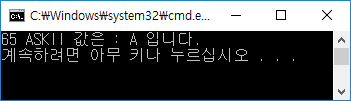 C:\Windows\system32\cmd.e...
65 ASKII 값은 : A 입니다.
계속하려면 아무 키나 누르십시오 . . .